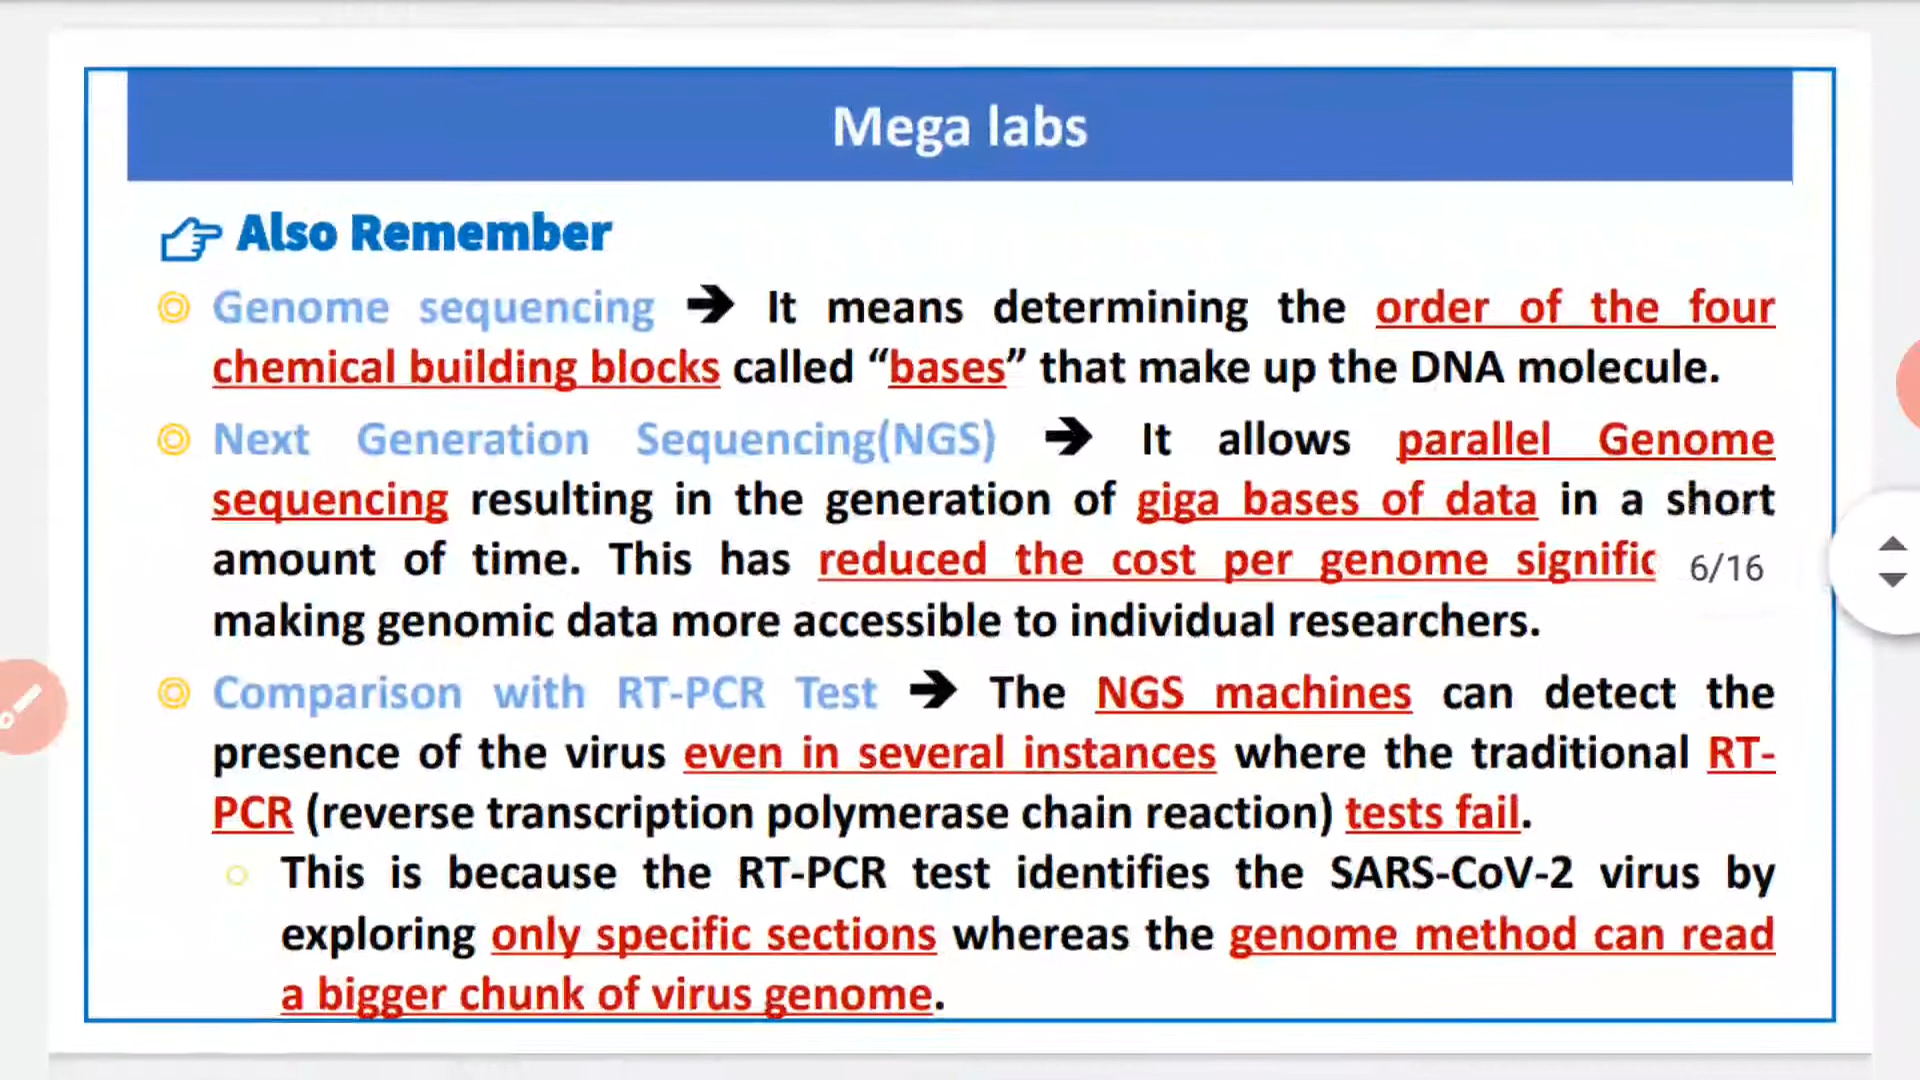 Mega labs
Also Remember
Genome sequencing ➔ It means determining the order of the four
chemical building blocks called “bases” that make up the DNA molecule.
Next Generation Sequencing(NGS) ➔ It allows parallel Genome
sequencing resulting in the generation of giga bases of data in a short
amount of time. This has reduced the cost per genome signific
6/16
making genomic data more accessible to individual researchers.
Comparison with RT-PCR Test ➔ The NGS machines can detect the
presence of the virus even in several instances where the traditional RT-
PCR (reverse transcription polymerase chain reaction) tests fail.
This is because the RT-PCR test identifies the SARS-CoV-2 virus by
exploring only specific sections whereas the genome method can read
a bigger chunk of virus genome.